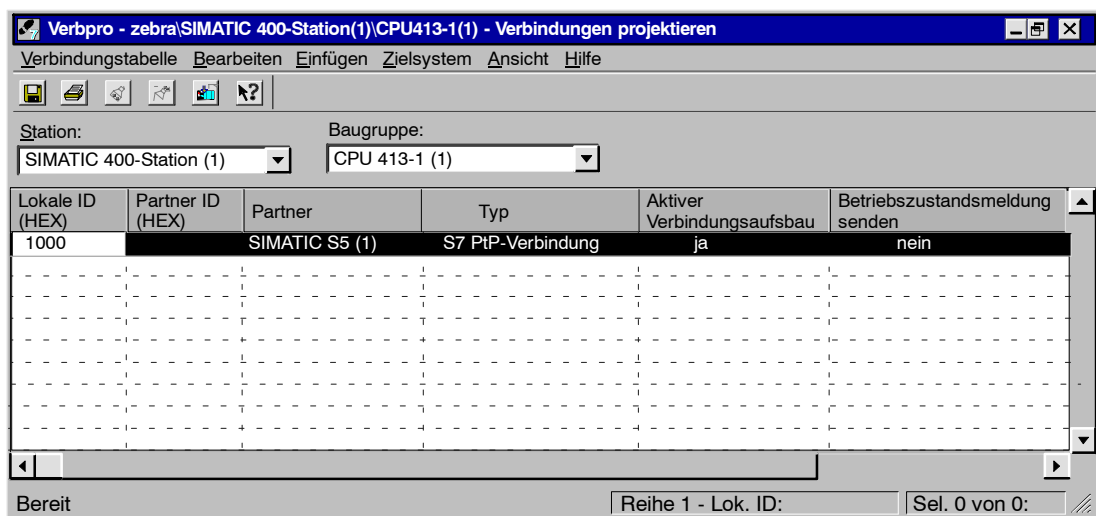 Verbpro - zebra\SIMATIC 400-Station(1)\CPU413-1(1) - Verbindungen projektieren
Verbindungstabelle Bearbeiten Einfügen Zielsystem Ansicht Hilfe
Station: Baugruppe:
SIMATIC 400-Station (1) CPU 413-1 (1)
Lokale ID (HEX) Partner ID (HEX) Partner Typ Aktiver Verbindungsaufbau Betriebszustandsmeldung senden
1000 SIMATIC S5 (1) S7 PtP-Verbindung ja nein
Bereit Reihe 1 - Lok. ID: Sel. 0 von 0: